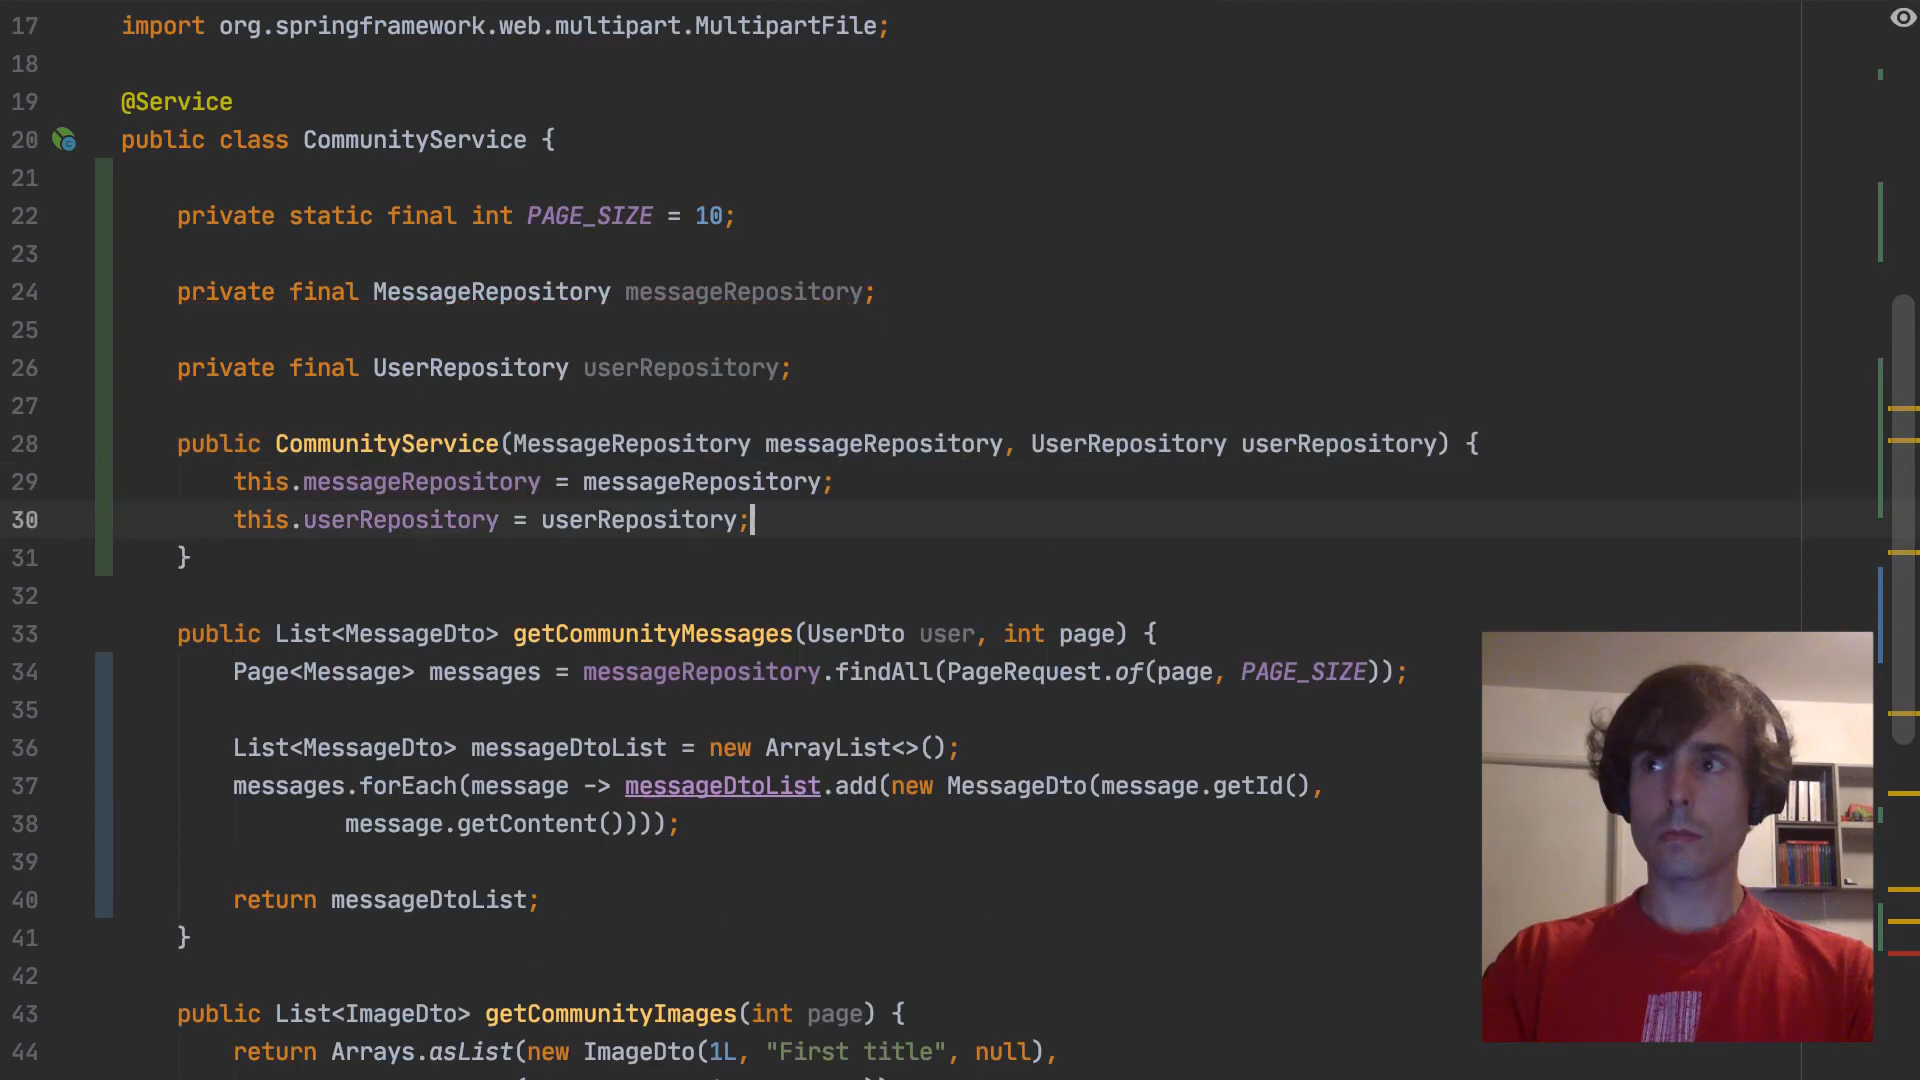 17 import org.springframework.web.multipart.MultipartFile;
18
19 @Service
20 public class CommunityService {
21
22 private static final int PAGE_SIZE = 10;
23
24 private final MessageRepository messageRepository;
25
26 private final UserRepository userRepository;
27
28 public CommunityService(MessageRepository messageRepository, UserRepository userRepository) {
29 this.messageRepository = messageRepository;
30 this.userRepository = userRepository;
31 }
32
33 public List<MessageDto> getCommunityMessages(UserDto user, int page) {
34 Page<Message> messages = messageRepository.findAll(PageRequest.of(page, PAGE_SIZE));
35
36 List<MessageDto> messageDtoList = new ArrayList<>();
37 messages.forEach(message -> messageDtoList.add(new MessageDto(message.getId(),
38 message.getContent())));
39
40 return messageDtoList;
41 }
42
43 public List<ImageDto> getCommunityImages(int page) {
44 return Arrays.asList(new ImageDto(1L, "First title", null),